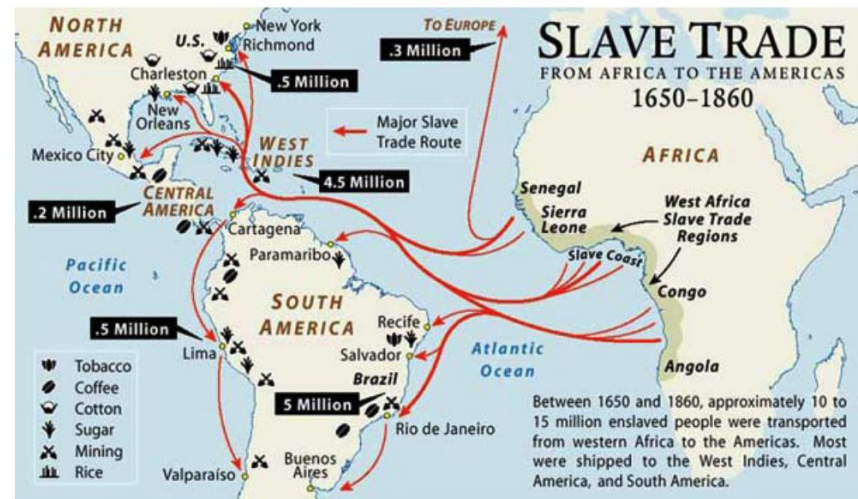 SLAVE TRADE
FROM AFRICA TO THE AMERICAS
1650–1860
NORTH
AMERICA
U.S.
New York
Richmond
Charleston
.5 Million
New
Orleans
Mexico City
WEST
INDIES
4.5 Million
TO EUROPE
.3 Million
Major Slave
Trade Route
CENTRAL
AMERICA
.2 Million
Cartagena
Paramaribo
Pacific
Ocean
SOUTH
AMERICA
.5 Million
Lima
Recife
Salvador
Brazil
5 Million
Rio de Janeiro
Buenos
Aires
Valparaíso
Atlantic
Ocean
AFRICA
Senegal
Sierra
Leone
West Africa
Slave Trade
Regions
Slave Coast
Congo
Angola
Tobacco
Coffee
Cotton
Sugar
Mining
Rice
Between 1650 and 1860, approximately 10 to
15 million enslaved people were transported
from western Africa to the Americas. Most
were shipped to the West Indies, Central
America, and South America.